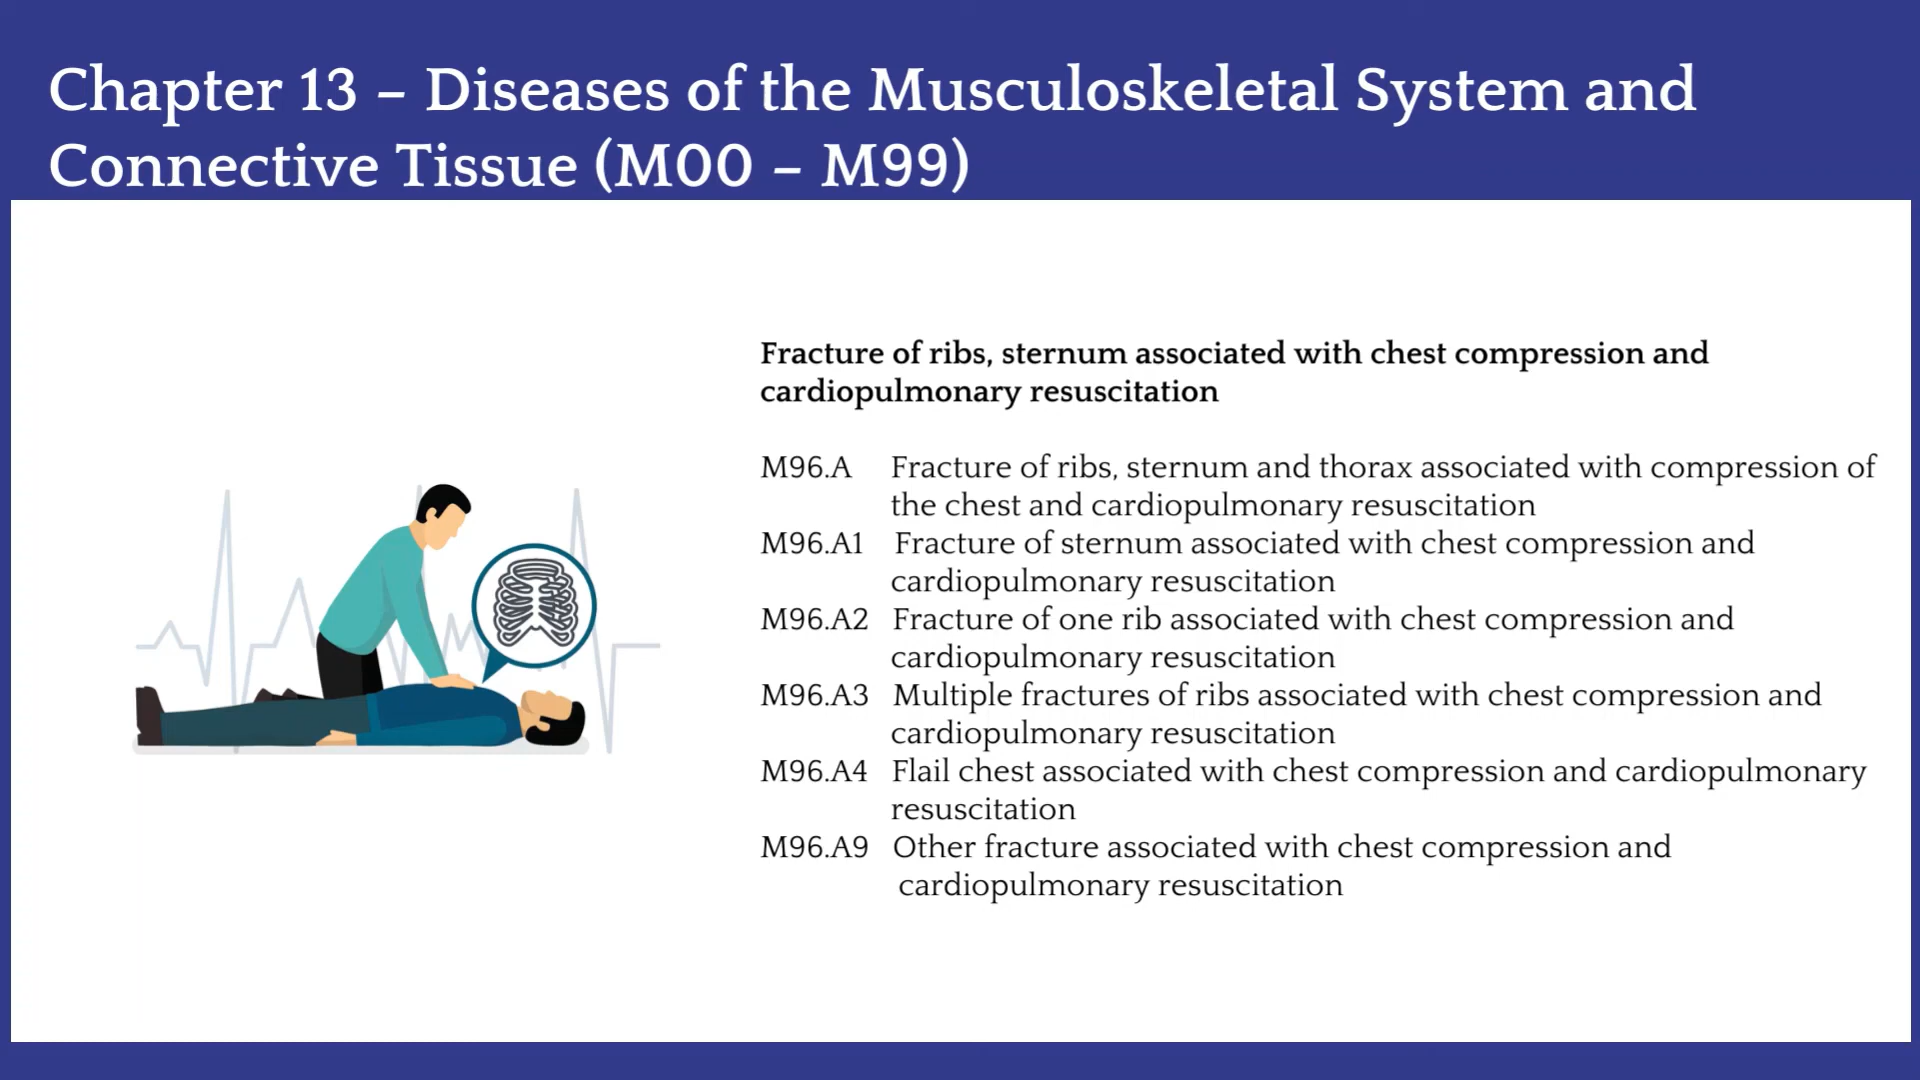 Chapter 13 – Diseases of the Musculoskeletal System and
Connective Tissue (M00 – M99)
Fracture of ribs, sternum associated with chest compression and
cardiopulmonary resuscitation
M96.A Fracture of ribs, sternum and thorax associated with compression of
the chest and cardiopulmonary resuscitation
M96.A1 Fracture of sternum associated with chest compression and
cardiopulmonary resuscitation
M96.A2 Fracture of one rib associated with chest compression and
cardiopulmonary resuscitation
M96.A3 Multiple fractures of ribs associated with chest compression and
cardiopulmonary resuscitation
M96.A4 Flail chest associated with chest compression and cardiopulmonary
resuscitation
M96.A9 Other fracture associated with chest compression and
cardiopulmonary resuscitation